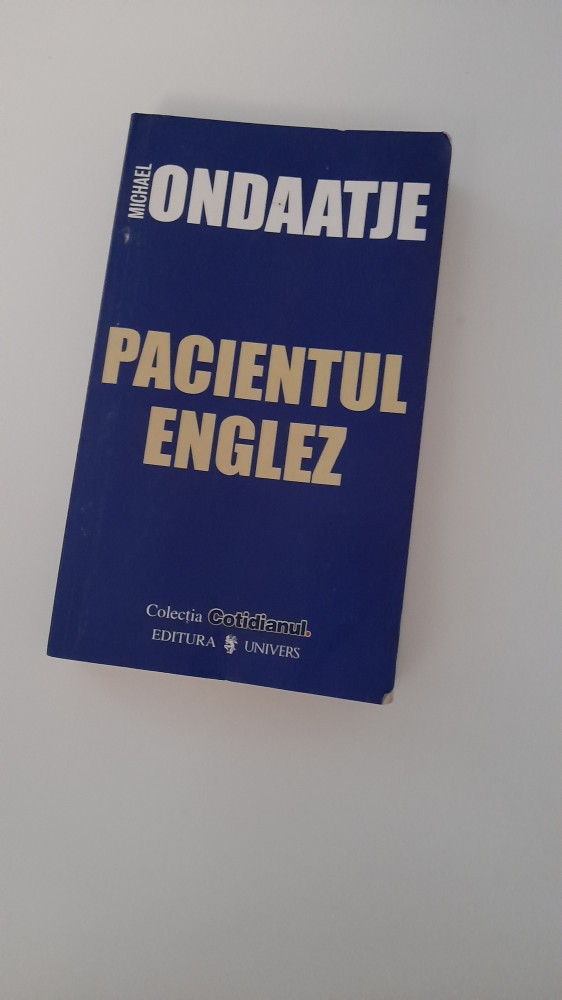 MICHAEL
ONDAATJE
PACIENTUL
ENGLEZ
Colecția Cotidianul.
EDITURA UNIVERS